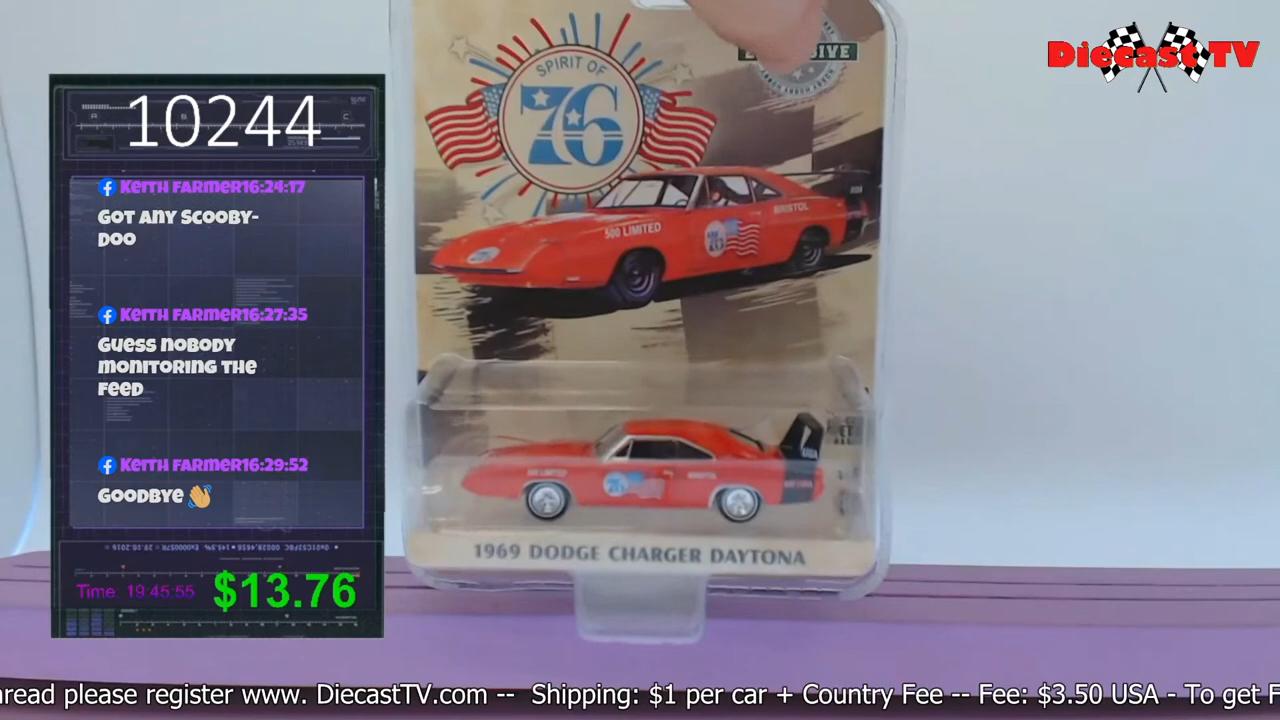 10244
Keith Farmer16:24:17
Got any Scooby-
Doo
Keith Farmer16:27:35
Guess nobody
monitoring the
feed
Keith Farmer16:29:52
Goodbye 👋
Time: 19:45:55
$13.76
SPIRIT OF
76
500 LIMITED
BRISTOL
1969 DODGE CHARGER DAYTONA
Diecast TV
read please register www. DiecastTV.com -- Shipping: $1 per car + Country Fee -- Fee: $3.50 USA - To get F